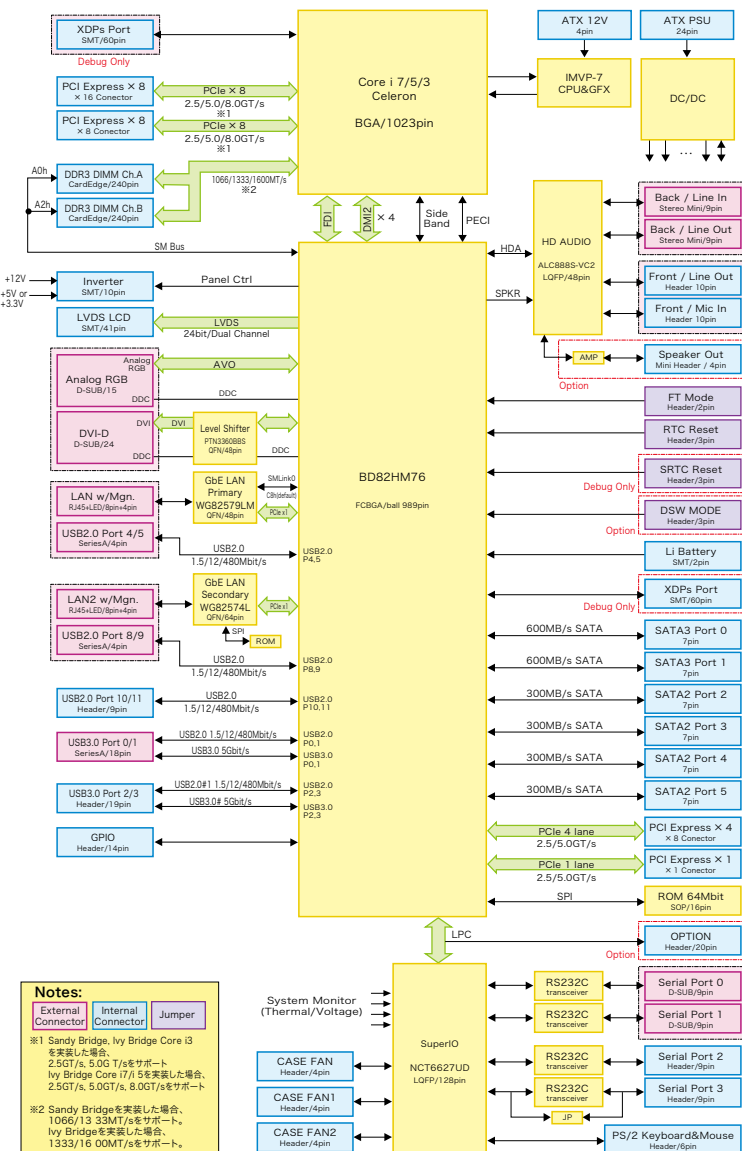 XDPs Port
SMT/60pin
Debug Only
PCI Express × 8
× 16 Conector
PCI Express × 8
× 8 Conector
PCIe × 8
2.5/5.0/8.0GT/s
※1
PCIe × 8
2.5/5.0/8.0GT/s
※1
A0h
DDR3 DIMM Ch.A
CardEdge/240pin
A2h
DDR3 DIMM Ch.B
CardEdge/240pin
1066/1333/1600MT/s
※2
SM Bus
Core i 7/5/3
Celeron
BGA/1023pin
ATX 12V
4pin
ATX PSU
24pin
IMVP-7
CPU&GFX
DC/DC
...
FDI
DMI2
× 4
Side
Band
PECI
HDA
SPKR
HD AUDIO
ALC888S-VC2
LQFP/48pin
Back / Line In
Stereo Mini/9pin
Back / Line Out
Stereo Mini/9pin
Front / Line Out
Header 10pin
Front / Mic In
Header 10pin
AMP
Speaker Out
Mini Header / 4pin
Option
+12V
+5V or
+3.3V
Inverter
SMT/10pin
Panel Ctrl
LVDS LCD
SMT/41pin
LVDS
24bit/Dual Channel
Analog
RGB
Analog RGB
D-SUB/15
DDC
AVO
DDC
DVI
DVI-D
D-SUB/24
DDC
DVI
Level Shifter
PTN3360BBS
QFN/48pin
DDC
LAN w/Mgn.
RJ45+LED/8pin+4pin
GbE LAN
Primary
WG82579LM
QFN/48pin
SMLink0
C8h(default)
PCIe x1
USB2.0 Port 4/5
SeriesA/4pin
USB2.0
1.5/12/480Mbit/s
USB2.0
P4,5
LAN2 w/Mgn.
RJ45+LED/8pin+4pin
GbE LAN
Secondary
WG82574L
QFN/64pin
PCIe x1
SPI
ROM
USB2.0 Port 8/9
SeriesA/4pin
USB2.0
1.5/12/480Mbit/s
USB2.0
P8,9
USB2.0 Port 10/11
Header/9pin
USB2.0
1.5/12/480Mbit/s
USB2.0
P10,11
USB3.0 Port 0/1
SeriesA/18pin
USB2.0 1.5/12/480Mbit/s
USB3.0 5Gbit/s
USB2.0
P0,1
USB3.0
P0,1
USB3.0 Port 2/3
Header/19pin
USB2.0#1 1.5/12/480Mbit/s
USB3.0# 5Gbit/s
USB2.0
P2,3
USB3.0
P2,3
GPIO
Header/14pin
BD82HM76
FCBGA/ball 989pin
FT Mode
Header/2pin
RTC Reset
Header/3pin
SRTC Reset
Header/3pin
Debug Only
DSW MODE
Header/3pin
Option
Li Battery
SMT/2pin
XDPs Port
SMT/60pin
Debug Only
600MB/s SATA
SATA3 Port 0
7pin
600MB/s SATA
SATA3 Port 1
7pin
300MB/s SATA
SATA2 Port 2
7pin
300MB/s SATA
SATA2 Port 3
7pin
300MB/s SATA
SATA2 Port 4
7pin
300MB/s SATA
SATA2 Port 5
7pin
PCIe 4 lane
2.5/5.0GT/s
PCI Express × 4
× 8 Conector
PCIe 1 lane
2.5/5.0GT/s
PCI Express × 1
× 1 Conector
SPI
ROM 64Mbit
SOP/16pin
LPC
OPTION
Header/20pin
Option
System Monitor
(Thermal/Voltage)
SuperIO
NCT6627UD
LQFP/128pin
CASE FAN
Header/4pin
CASE FAN1
Header/4pin
CASE FAN2
Header/4pin
RS232C
transceiver
Serial Port 0
D-SUB/9pin
RS232C
transceiver
Serial Port 1
D-SUB/9pin
RS232C
transceiver
Serial Port 2
Header/9pin
RS232C
transceiver
Serial Port 3
Header/9pin
JP
PS/2 Keyboard&Mouse
Header/6pin
Notes:
External
Connector
Internal
Connector
Jumper
※1 Sandy Bridge, Ivy Bridge Core i3
を実装した場合、
2.5GT/s, 5.0G T/sをサポート
Ivy Bridge Core i7/i 5を実装した場合、
2.5GT/s, 5.0GT/s, 8.0GT/sをサポート
※2 Sandy Bridgeを実装した場合、
1066/13 33MT/sをサポート。
Ivy Bridgeを実装した場合、
1333/16 00MT/sをサポート。